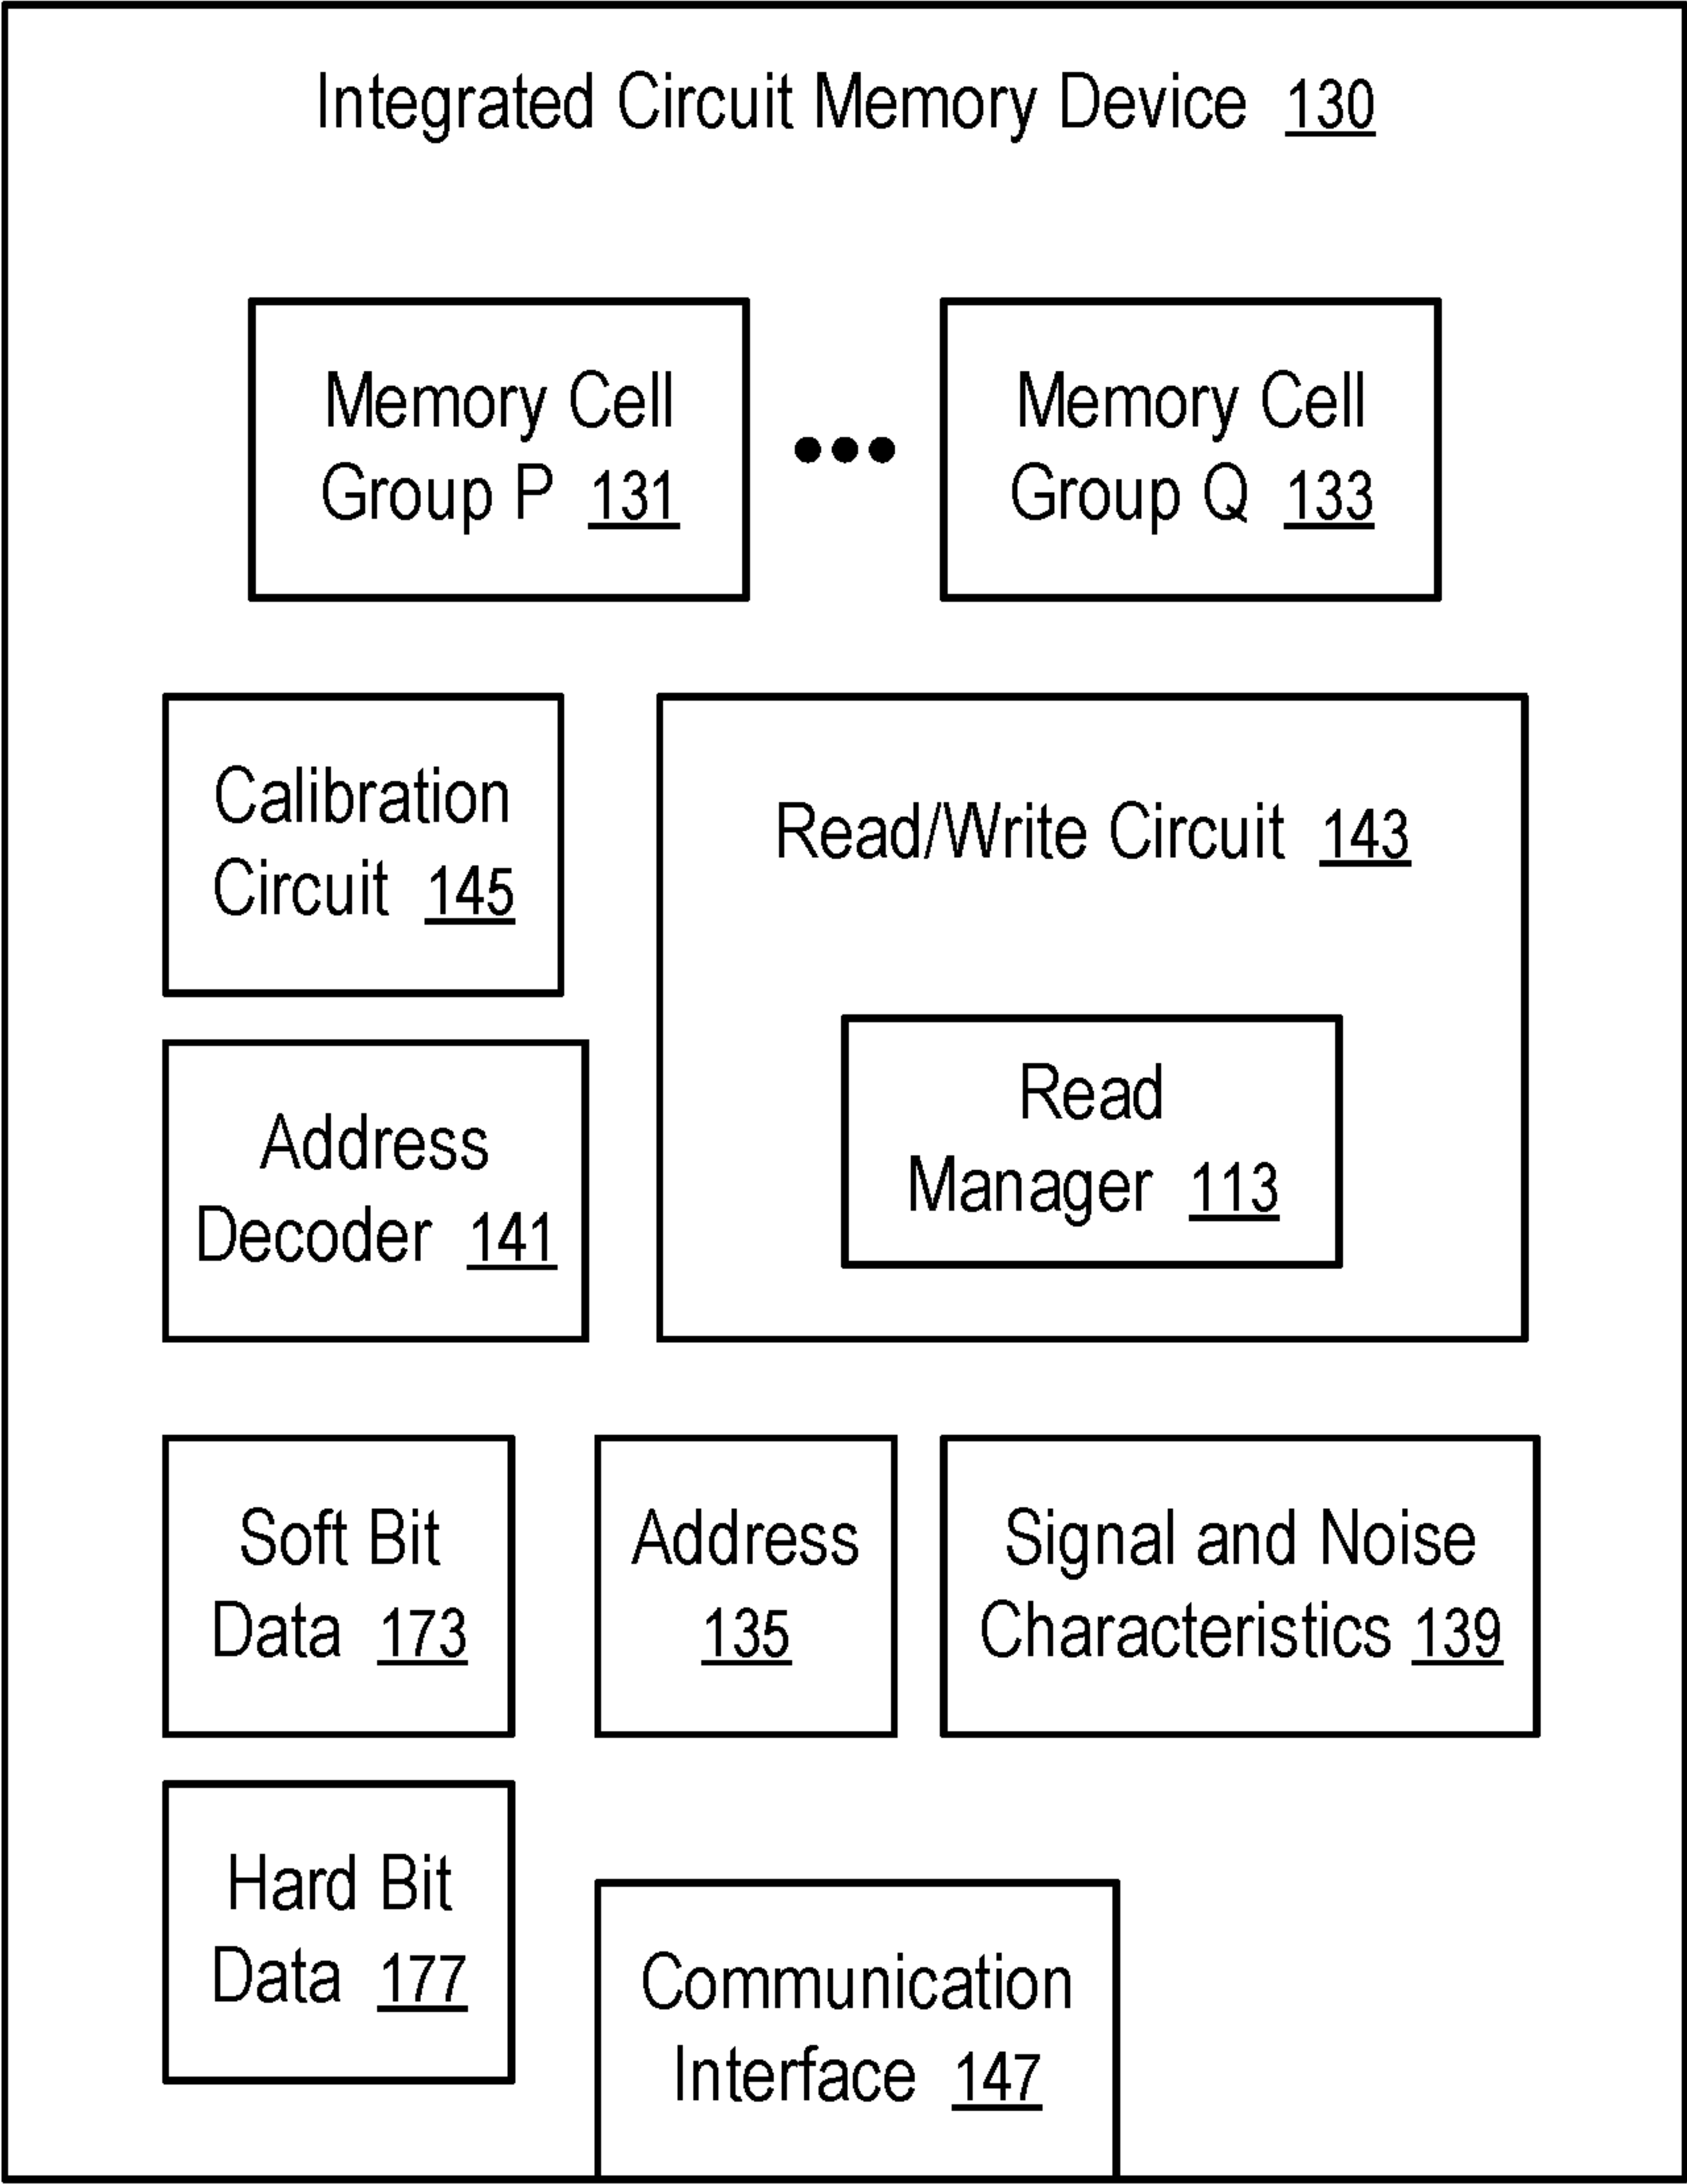 Integrated Circuit Memory Device 130
Memory Cell
Group P 131
Memory Cell
Group Q 133
Calibration
Circuit 145
Read/Write Circuit 143
Read
Manager 113
Address
Decoder 141
Soft Bit
Data 173
Address
135
Signal and Noise
Characteristics 139
Hard Bit
Data 177
Communication
Interface 147